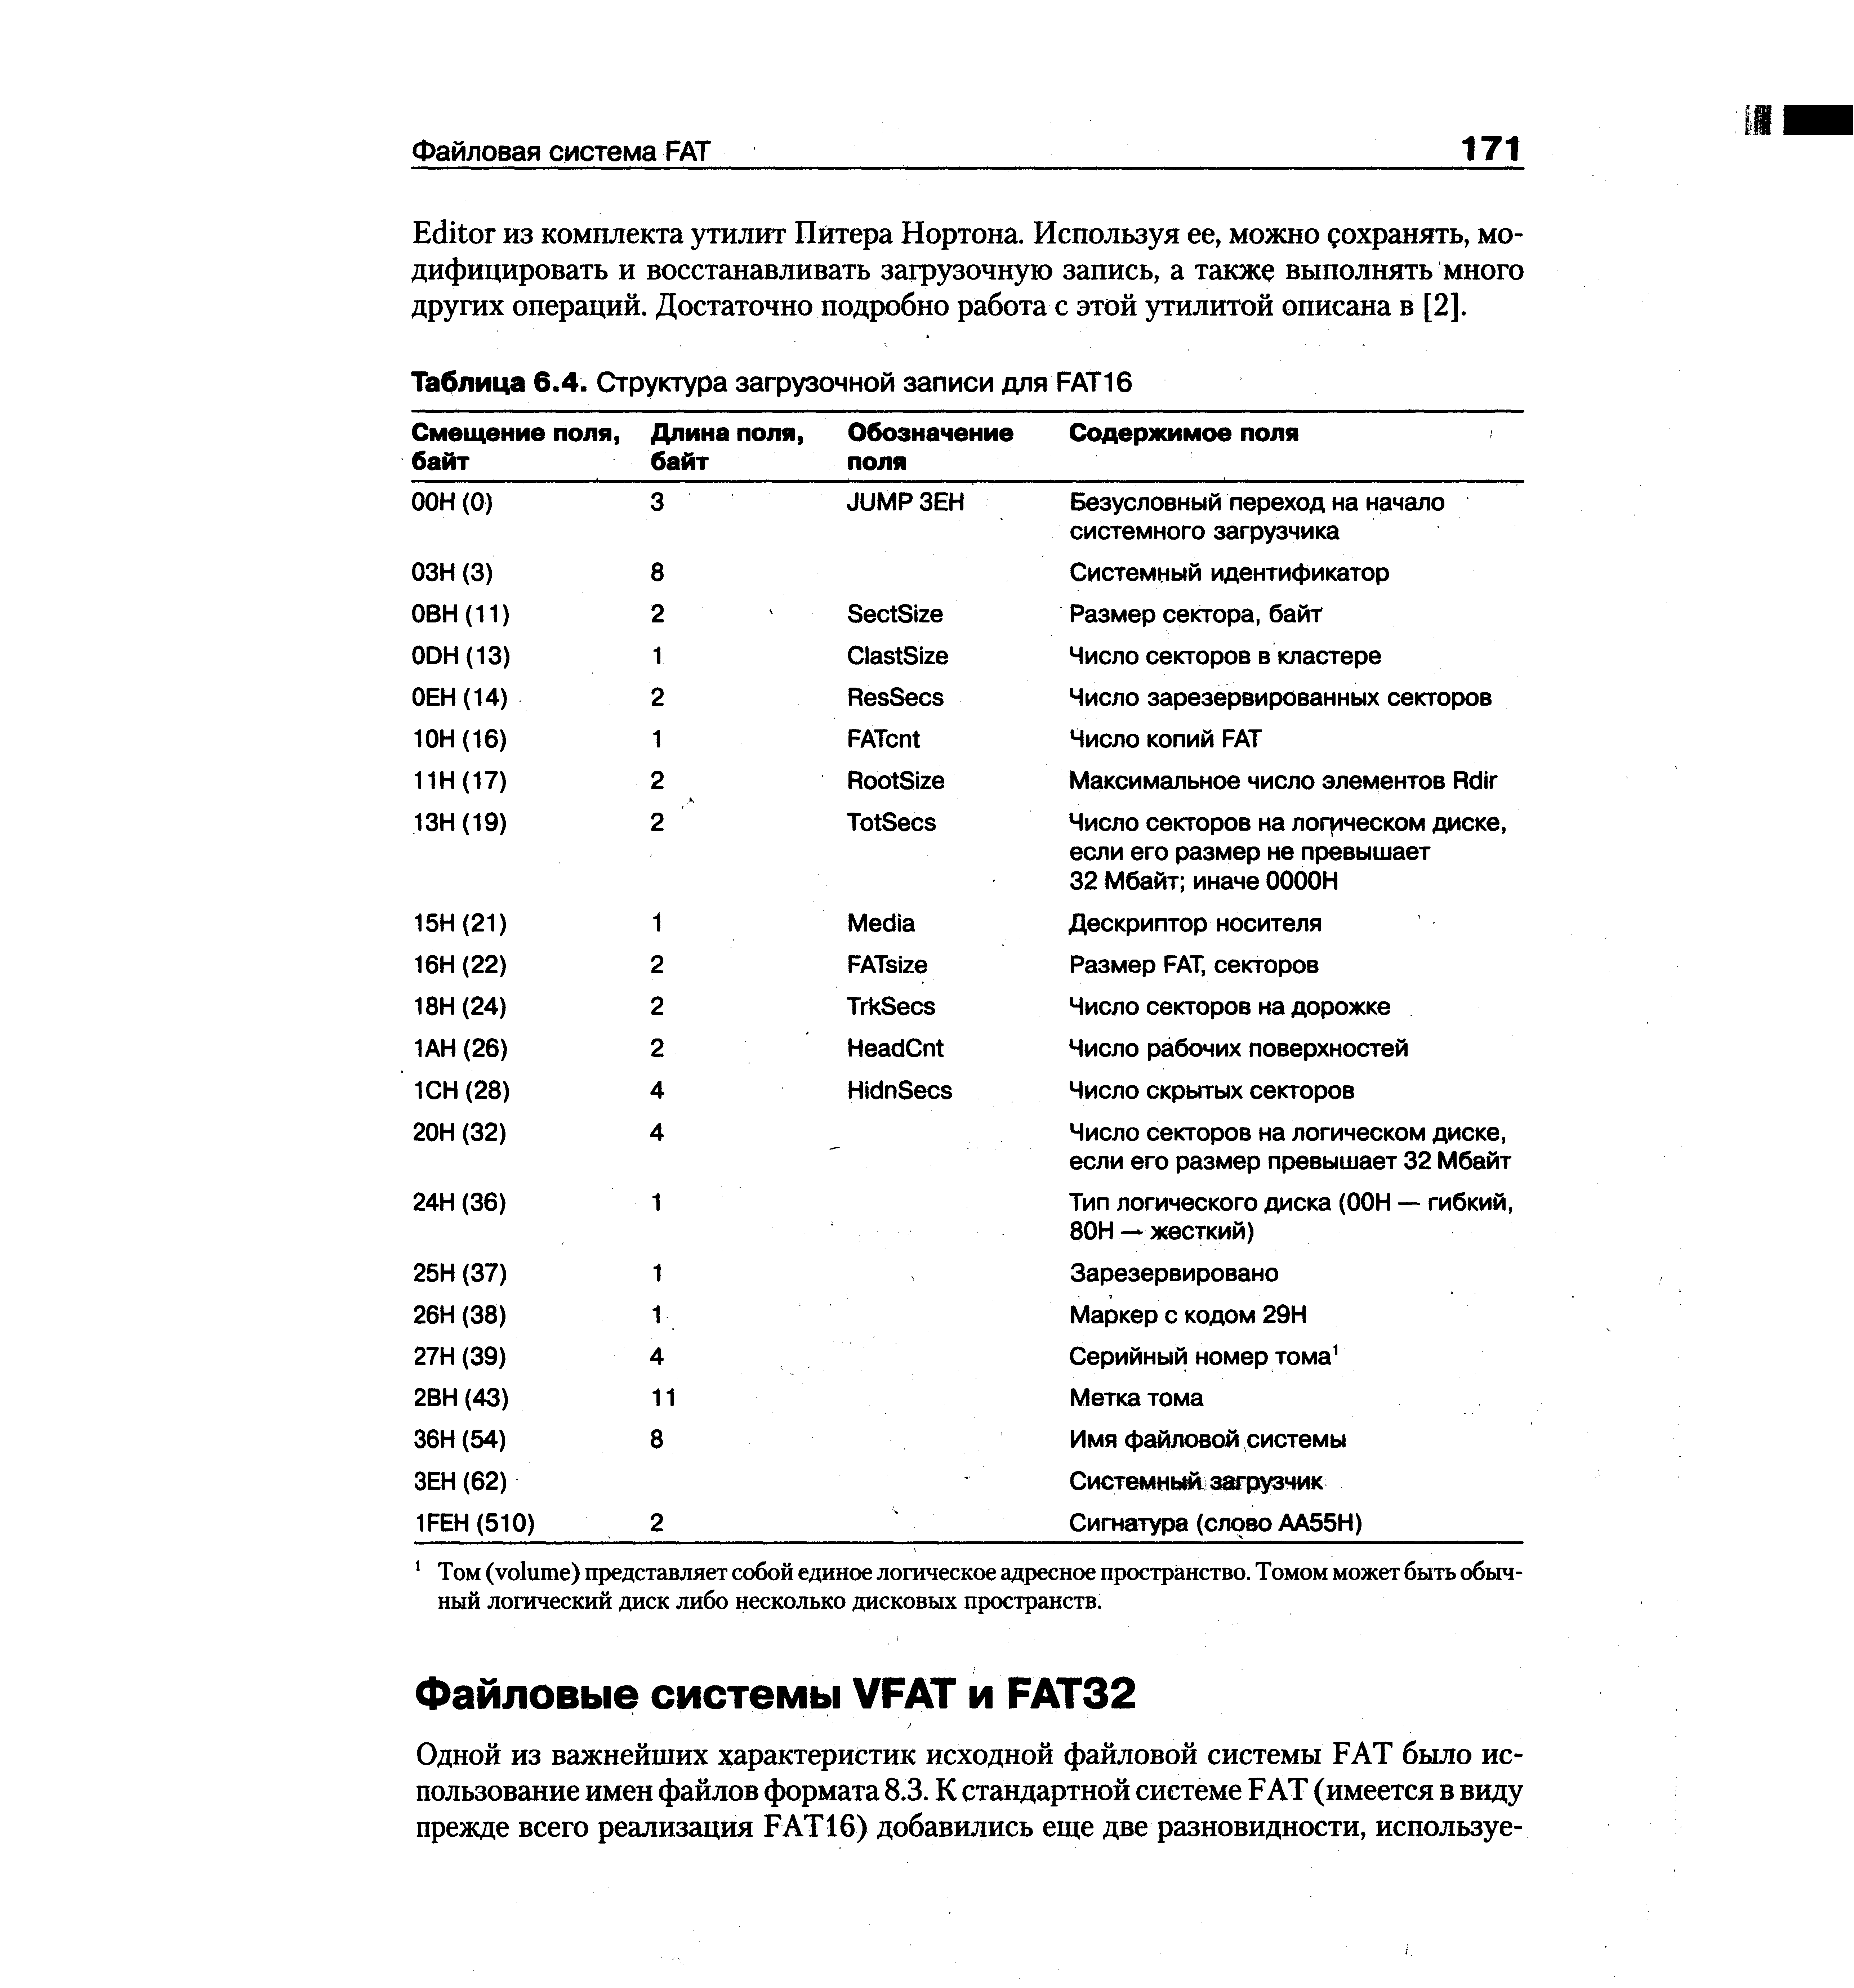 Файловая система FAT 171
Editor из комплекта утилит Питера Нортона. Используя ее, можно сохранять, мо-
дифицировать и восстанавливать загрузочную запись, а также выполнять много
других операций. Достаточно подробно работа с этой утилитой описана в [2].
Таблица 6.4. Структура загрузочной записи для FAT16
Смещение поля, Длина поля, Обозначение Содержимое поля
байт байт поля
00H (0) 3 JUMP 3EH Безусловный переход на начало
системного загрузчика
03H (3) 8 Системный идентификатор
0BH (11) 2 SectSize Размер сектора, байт
0DH (13) 1 ClastSize Число секторов в кластере
0EH (14) 2 ResSecs Число зарезервированных секторов
10H (16) 1 FATcnt Число копий FAT
11H (17) 2 RootSize Максимальное число элементов Rdir
13H (19) 2 TotSecs Число секторов на логическом диске,
если его размер не превышает
32 Мбайт; иначе 0000H
15H (21) 1 Media Дескриптор носителя
16H (22) 2 FATsize Размер FAT, секторов
18H (24) 2 TrkSecs Число секторов на дорожке
1AH (26) 2 HeadCnt Число рабочих поверхностей
1CH (28) 4 HidnSecs Число скрытых секторов
20H (32) 4 Число секторов на логическом диске,
если его размер превышает 32 Мбайт
24H (36) 1 Тип логического диска (00H — гибкий,
80H — жесткий)
25H (37) 1 Зарезервировано
26H (38) 1 Маркер с кодом 29H
27H (39) 4 Серийный номер тома¹
2BH (43) 11 Метка тома
36H (54) 8 Имя файловой системы
3EH (62) Системный загрузчик
1FEH (510) 2 Сигнатура (слово AA55H)
¹ Том (volume) представляет собой единое логическое адресное пространство. Томом может быть обыч-
ный логический диск либо несколько дисковых пространств.
Файловые системы VFAT и FAT32
Одной из важнейших характеристик исходной файловой системы FAT было ис-
пользование имен файлов формата 8.3. К стандартной системе FAT (имеется в виду
прежде всего реализация FAT16) добавились еще две разновидности, используе-